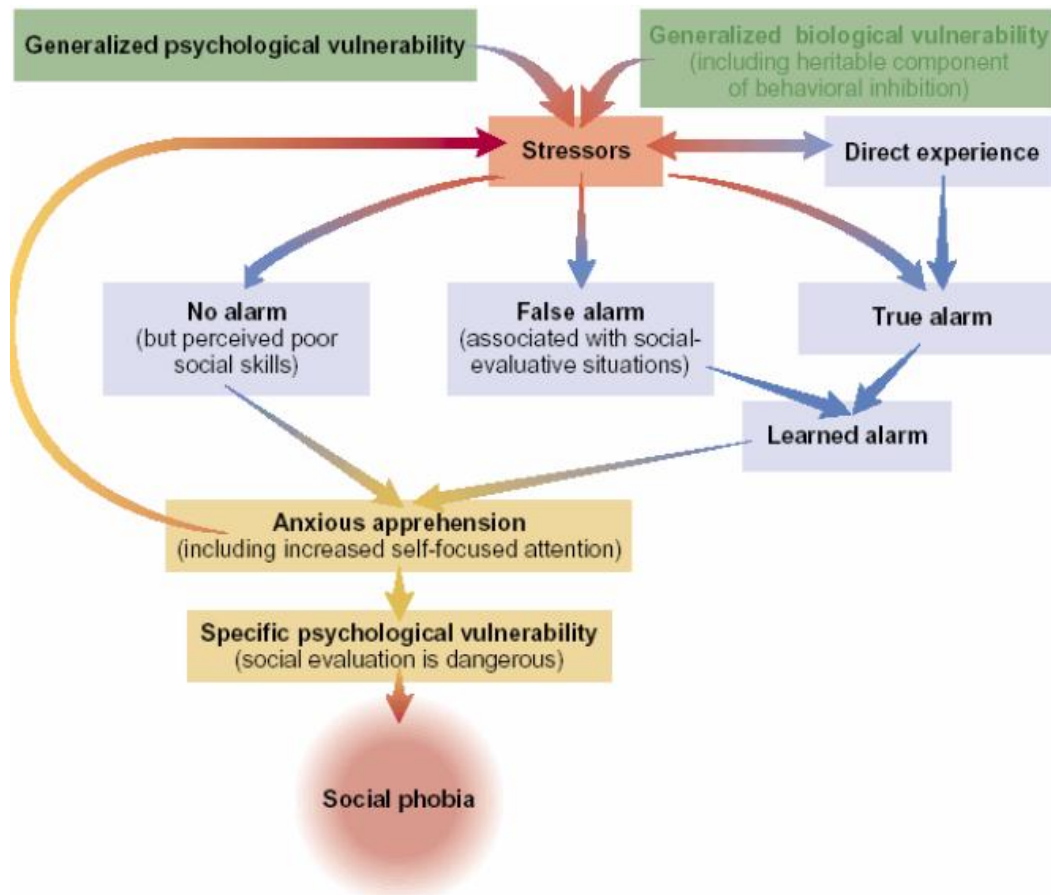 Generalized psychological vulnerability
Generalized biological vulnerability
(including heritable component
of behavioral inhibition)
Stressors
Direct experience
No alarm
(but perceived poor
social skills)
False alarm
(associated with social-
evaluative situations)
True alarm
Learned alarm
Anxious apprehension
(including increased self-focused attention)
Specific psychological vulnerability
(social evaluation is dangerous)
Social phobia